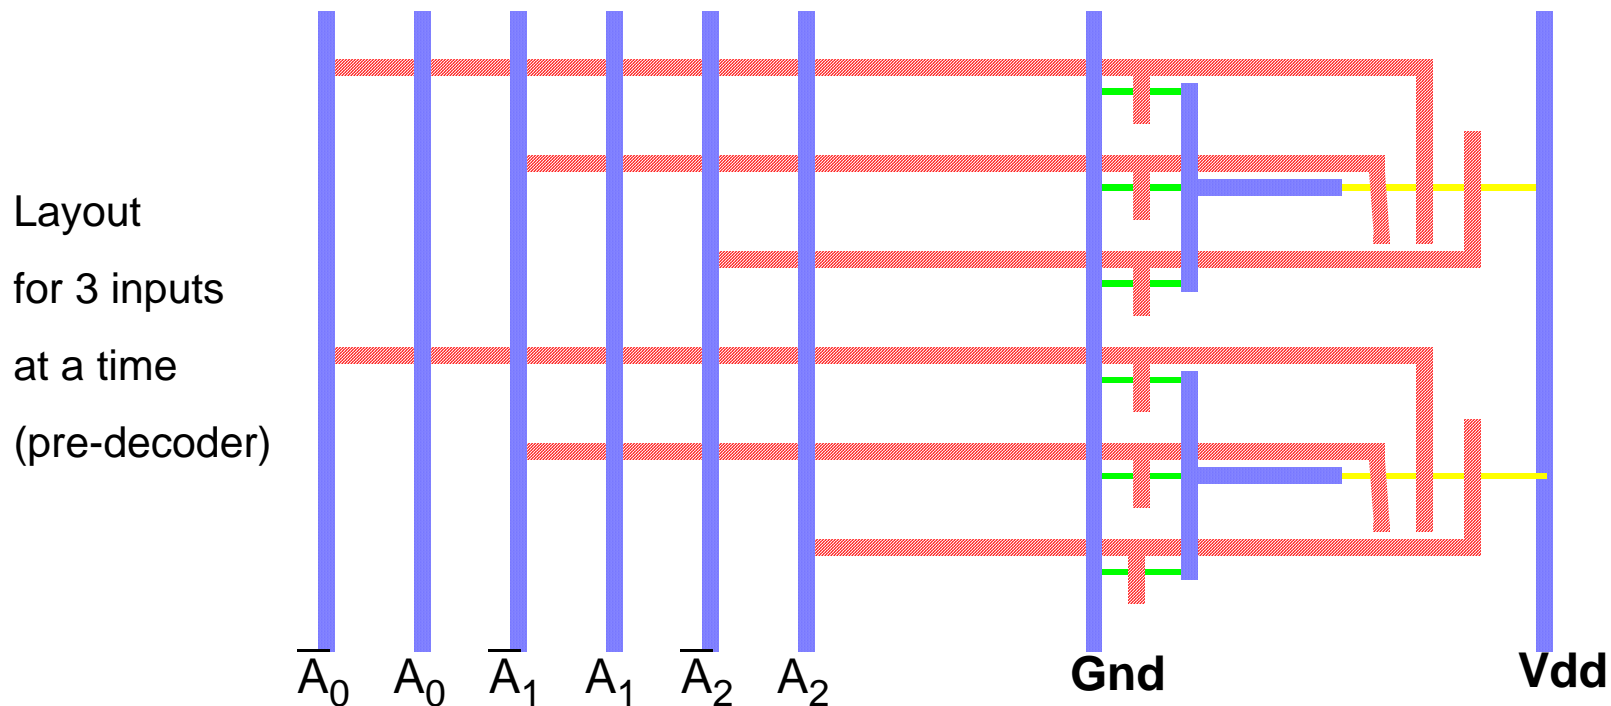 Layout
for 3 inputs
at a time
(pre-decoder)
A̅₀ A₀ A̅₁ A₁ A̅₂ A₂ Gnd Vdd